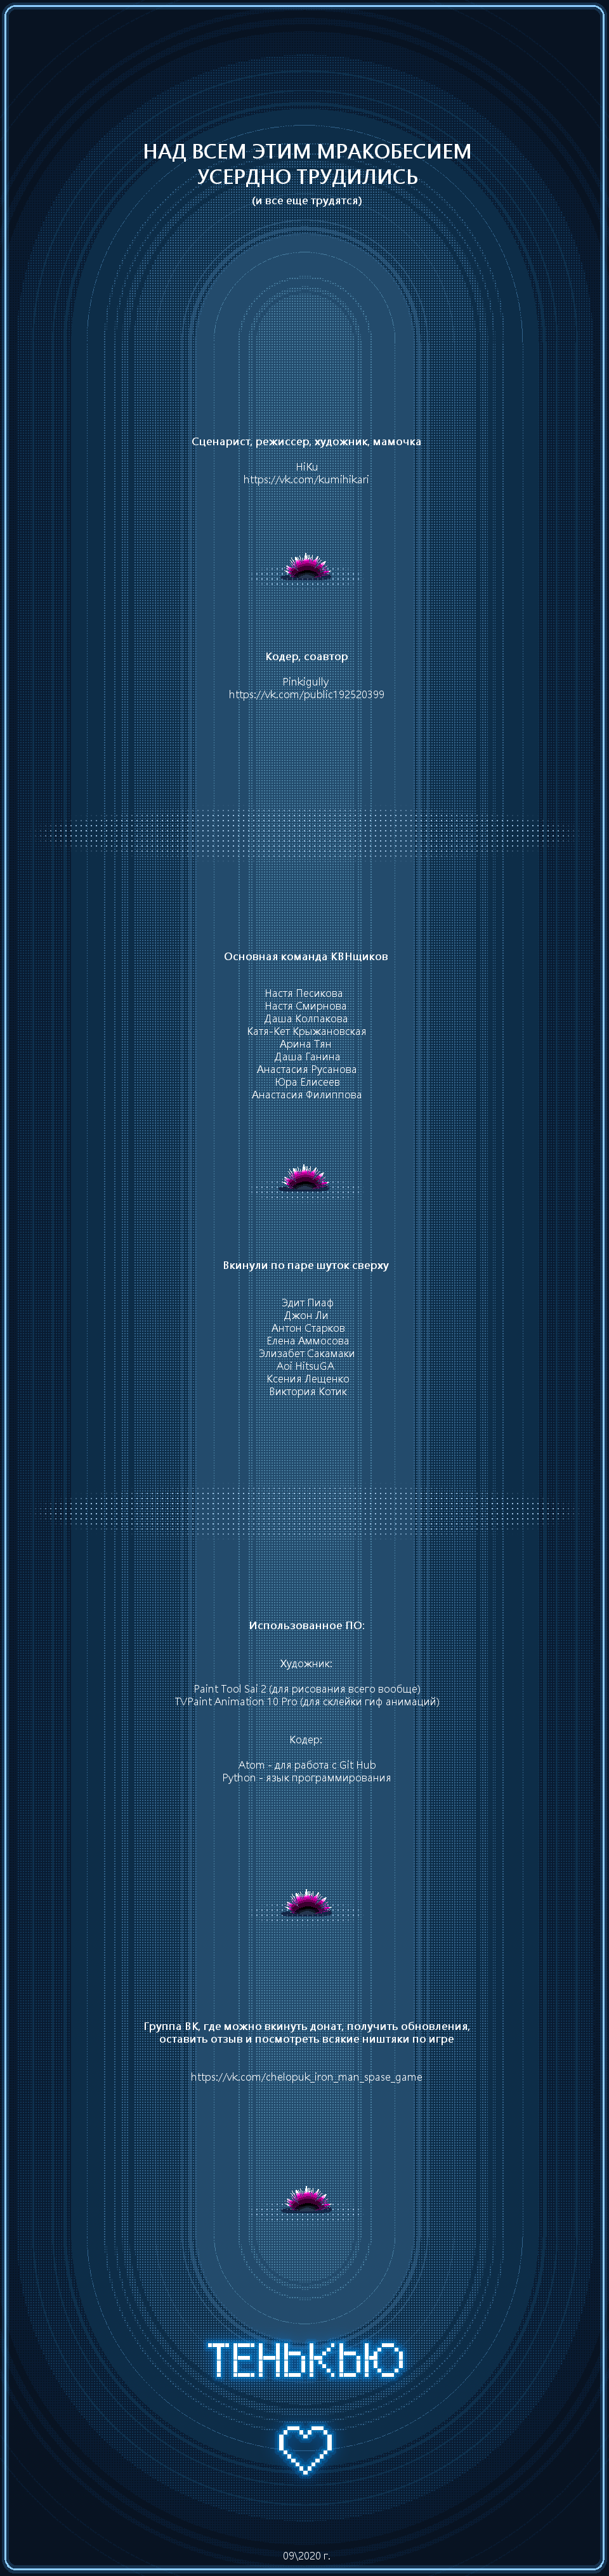 НАД ВСЕМ ЭТИМ МРАКОБЕСИЕМ
УСЕРДНО ТРУДИЛИСЬ
(и все еще трудятся)
Сценарист, режиссер, художник, мамочка
HiKu
https://vk.com/kumihikari
Кодер, соавтор
Pinkigully
https://vk.com/public192520399
Основная команда КВНщиков
Настя Песикова
Настя Смирнова
Даша Колпакова
Катя-Кет Крыжановская
Арина Тян
Даша Ганина
Анастасия Русанова
Юра Елисеев
Анастасия Филиппова
Вкинули по паре шуток сверху
Эдит Пиаф
Джон Ли
Антон Старков
Елена Аммосова
Элизабет Сакамаки
Aoi HitsuGA
Ксения Лещенко
Виктория Котик
Использованное ПО:
Художник:
Paint Tool Sai 2 (для рисования всего вообще)
TVPaint Animation 10 Pro (для склейки гиф анимаций)
Кодер:
Atom - для работа с Git Hub
Python - язык программирования
Группа ВК, где можно вкинуть донат, получить обновления,
оставить отзыв и посмотреть всякие ништяки по игре
https://vk.com/chelopuk_iron_man_spase_game
ТЕНЬКЬЮ
09\2020 г.